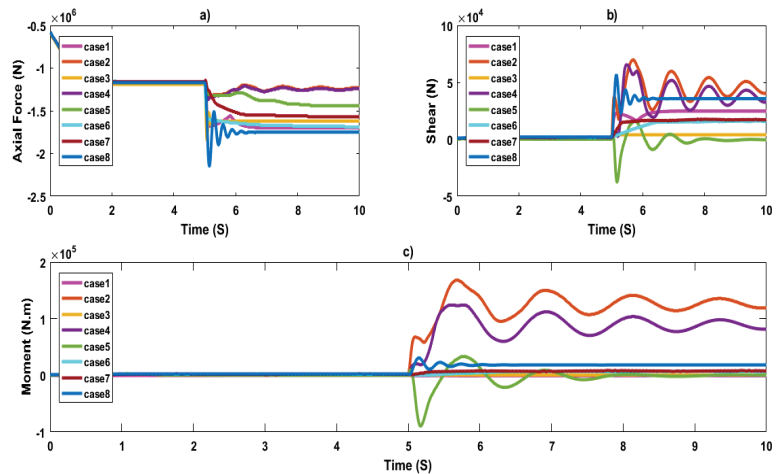 a)
×10^6
Axial Force (N)
-0.5
-1
-1.5
-2
-2.5
case1
case2
case3
case4
case5
case6
case7
case8
0 2 4 6 8 10
Time (S)
b)
×10^4
Shear (N)
10
5
0
-5
case1
case2
case3
case4
case5
case6
case7
case8
0 2 4 6 8 10
Time (S)
c)
×10^5
Moment (N.m)
2
1
0
-1
case1
case2
case3
case4
case5
case6
case7
case8
0 1 2 3 4 5 6 7 8 9 10
Time (S)